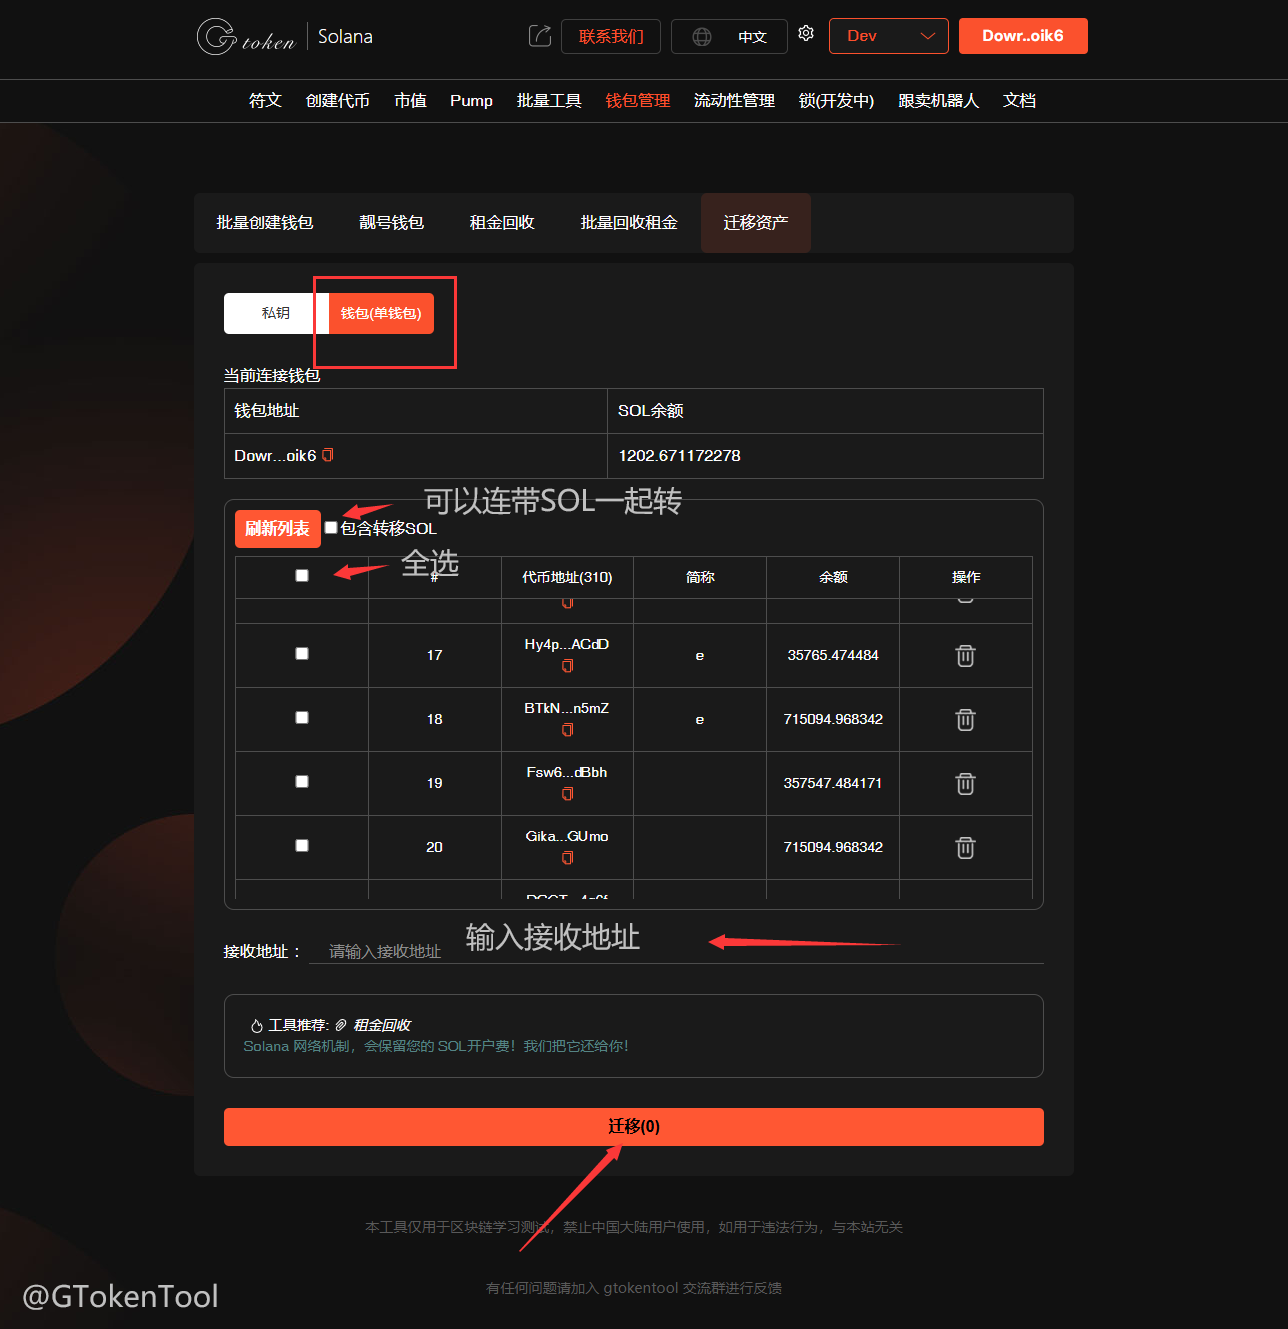 Gtoken | Solana
联系我们
中文
Dev
Dowr..oik6
符文 创建代币 市值 Pump 批量工具 钱包管理 流动性管理 锁(开发中) 跟卖机器人 文档
批量创建钱包 靓号钱包 租金回收 批量回收租金 迁移资产
私钥 钱包(单钱包)
当前连接钱包
钱包地址 SOL余额
Dowr...oik6 1202.671172278
可以连带SOL一起转
刷新列表 包含转移SOL
全选
# 代币地址(310) 简称 余额 操作
17 Hy4p...ACdD e 35765.474484
18 BTkN...n5mZ e 715094.968342
19 Fsw6...dBbh 357547.484171
20 Gika...GUmo 715094.968342
输入接收地址
接收地址： 请输入接收地址
工具推荐: 租金回收
Solana 网络机制，会保留您的 SOL开户费！我们把它还给你！
迁移(0)
本工具仅用于区块链学习测试，禁止中国大陆用户使用，如用于违法行为，与本站无关
有任何问题请加入 gtokentool 交流群进行反馈
@GTokenTool